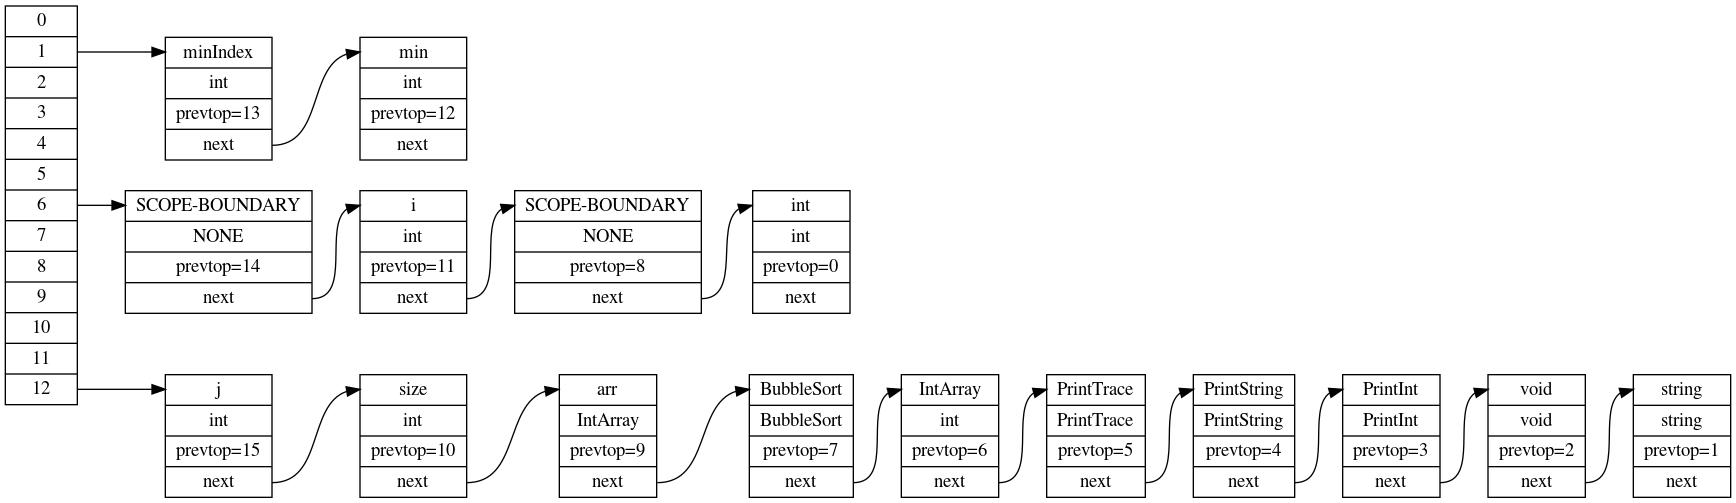 0
1
2
3
4
5
6
7
8
9
10
11
12
minIndex
int
prevtop=13
next
min
int
prevtop=12
next
SCOPE-BOUNDARY
NONE
prevtop=14
next
i
int
prevtop=11
next
SCOPE-BOUNDARY
NONE
prevtop=8
next
int
int
prevtop=0
next
j
int
prevtop=15
next
size
int
prevtop=10
next
arr
IntArray
prevtop=9
next
BubbleSort
BubbleSort
prevtop=7
next
IntArray
int
prevtop=6
next
PrintTrace
PrintTrace
prevtop=5
next
PrintString
PrintString
prevtop=4
next
PrintInt
PrintInt
prevtop=3
next
void
void
prevtop=2
next
string
string
prevtop=1
next